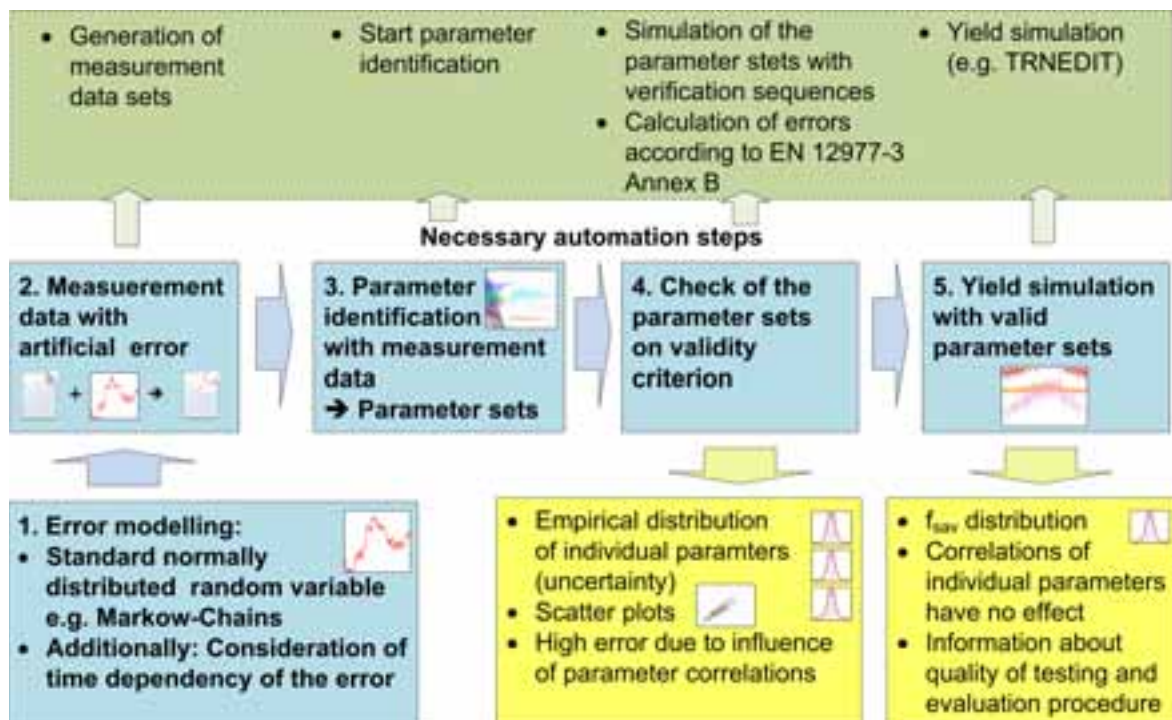 • Generation of
measurement
data sets
• Start parameter
identification
• Simulation of the
parameter stets with
verification sequences
• Calculation of errors
according to EN 12977-3
Annex B
• Yield simulation
(e.g. TRNEDIT)
Necessary automation steps
2. Measuerement
data with
artificial error
+ ➔
3. Parameter
identification
with measurement
data
➔ Parameter sets
4. Check of the
parameter sets
on validity
criterion
5. Yield simulation
with valid
parameter sets
1. Error modelling:
• Standard normally
distributed random variable
e.g. Markow-Chains
• Additionally: Consideration of
time dependency of the error
• Empirical distribution
of individual paramters
(uncertainty)
• Scatter plots
• High error due to influence
of parameter correlations
• fsav distribution
• Correlations of
individual parameters
have no effect
• Information about
quality of testing and
evaluation procedure